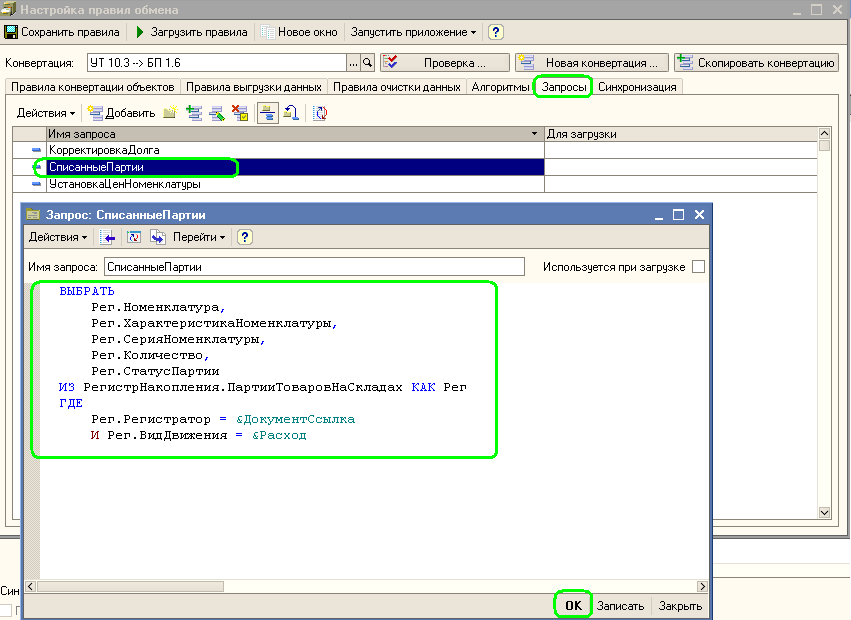 Настройка правил обмена
Сохранить правила Загрузить правила Новое окно Запустить приложение ?
Конвертация: УТ 10.3 --> БП 1.6 ... Проверка ... Новая конвертация ... Скопировать конвертацию
Правила конвертации объектов Правила выгрузки данных Правила очистки данных Алгоритмы Запросы Синхронизация
Действия Добавить
Имя запроса Для загрузки
КорректировкаДолга
СписанныеПартии
УстановкаЦенНоменклатуры
Запрос: СписанныеПартии
Действия Перейти ?
Имя запроса: СписанныеПартии Используется при загрузке
ВЫБРАТЬ
Рег.Номенклатура,
Рег.ХарактеристикаНоменклатуры,
Рег.СерияНоменклатуры,
Рег.Количество,
Рег.СтатусПартии
ИЗ РегистрНакопления.ПартииТоваровНаСкладах КАК Рег
ГДЕ
Рег.Регистратор = &ДокументСсылка
И Рег.ВидДвижения = &Расход
Син
OK Записать Закрыть